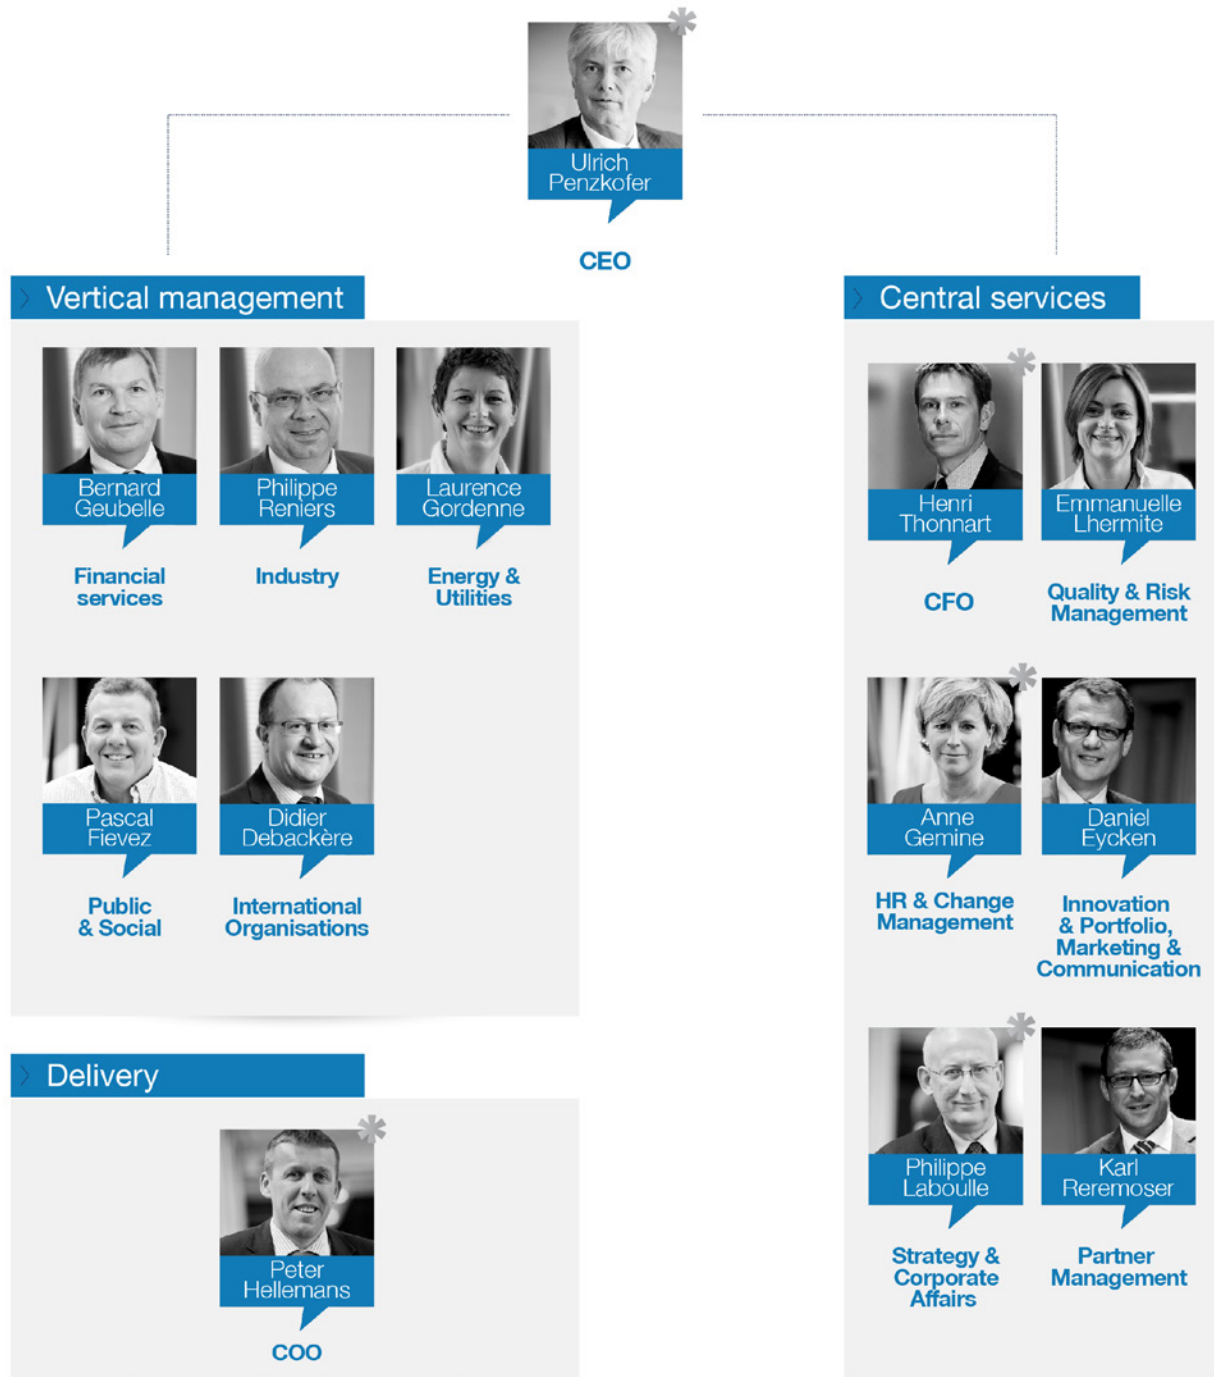 Ulrich
Penzkofer
CEO
Vertical management
Bernard
Geubelle
Financial
services
Philippe
Reniers
Industry
Laurence
Gordenne
Energy &
Utilities
Pascal
Fievez
Public
& Social
Didier
Debackère
International
Organisations
Delivery
Peter
Hellemans
COO
Central services
Henri
Thonnart
CFO
Emmanuelle
Lhermite
Quality & Risk
Management
Anne
Gemine
HR & Change
Management
Daniel
Eycken
Innovation
& Portfolio,
Marketing &
Communication
Philippe
Laboulle
Strategy &
Corporate
Affairs
Karl
Reremoser
Partner
Management